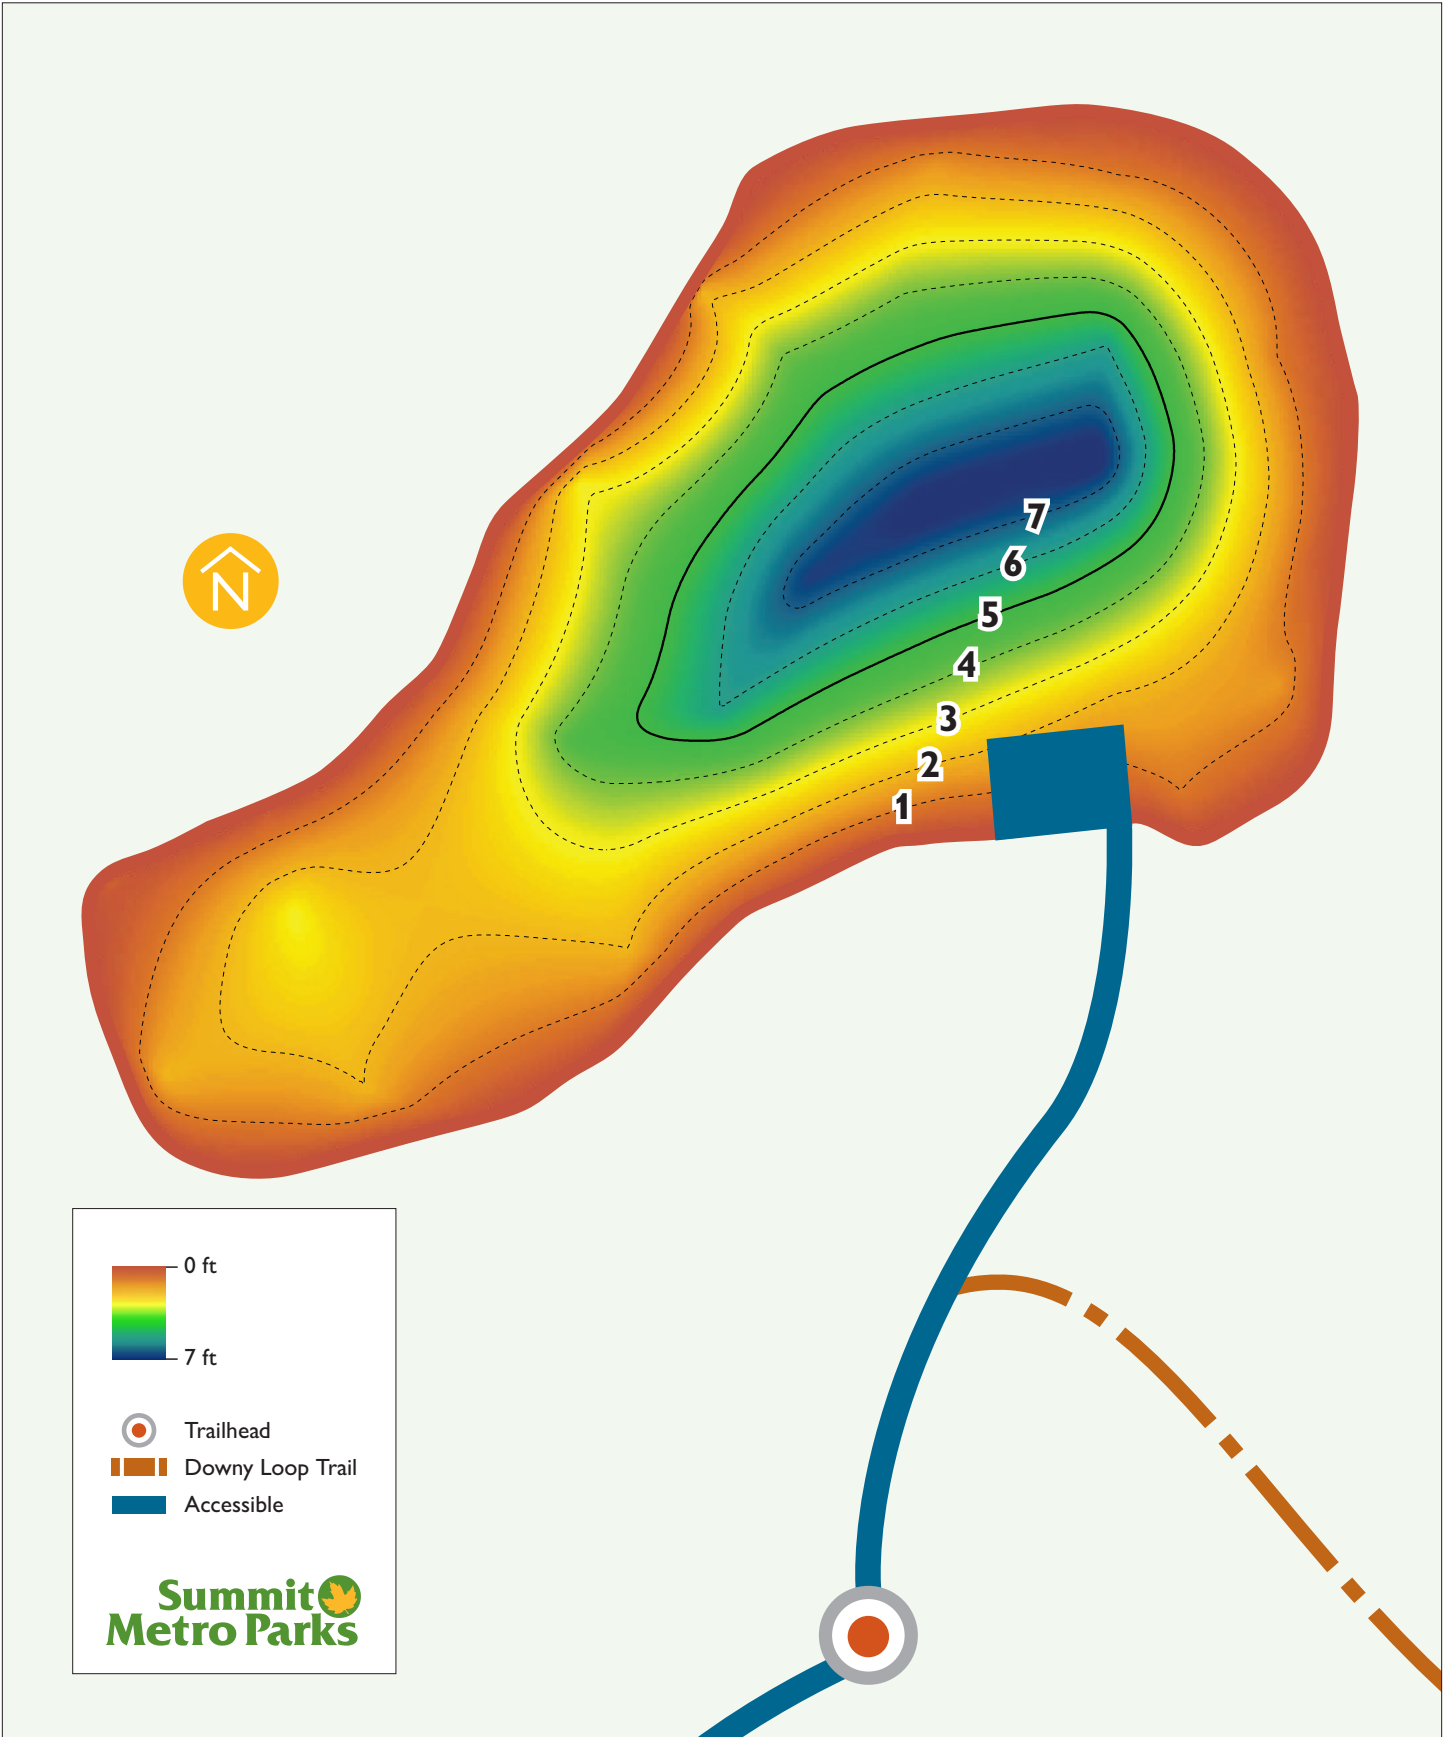 N
7
6
5
4
3
2
1
0 ft
7 ft
Trailhead
Downy Loop Trail
Accessible
Summit
Metro Parks